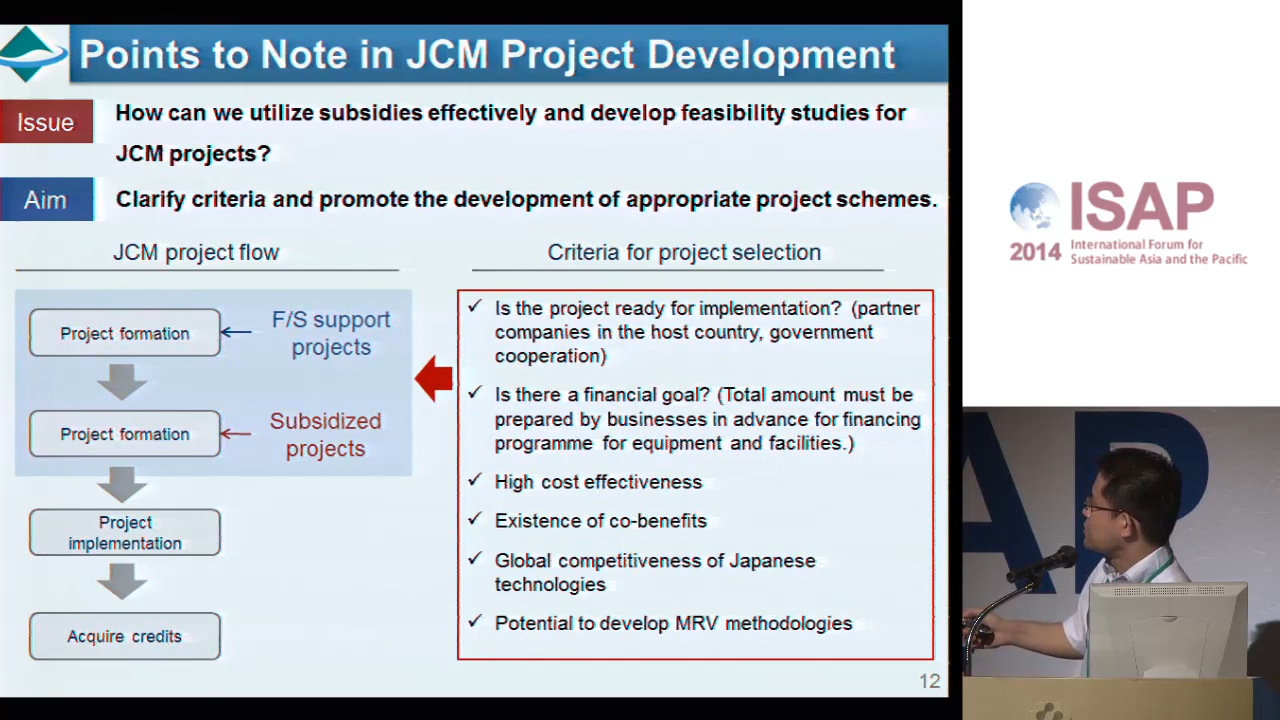 Points to Note in JCM Project Development
Issue
How can we utilize subsidies effectively and develop feasibility studies for
JCM projects?
Aim
Clarify criteria and promote the development of appropriate project schemes.
JCM project flow
Project formation
F/S support
projects
Project formation
Subsidized
projects
Project
implementation
Acquire credits
Criteria for project selection
✓ Is the project ready for implementation? (partner
companies in the host country, government
cooperation)
✓ Is there a financial goal? (Total amount must be
prepared by businesses in advance for financing
programme for equipment and facilities.)
✓ High cost effectiveness
✓ Existence of co-benefits
✓ Global competitiveness of Japanese
technologies
✓ Potential to develop MRV methodologies
12
ISAP
2014 International Forum for
Sustainable Asia and the Pacific
AP